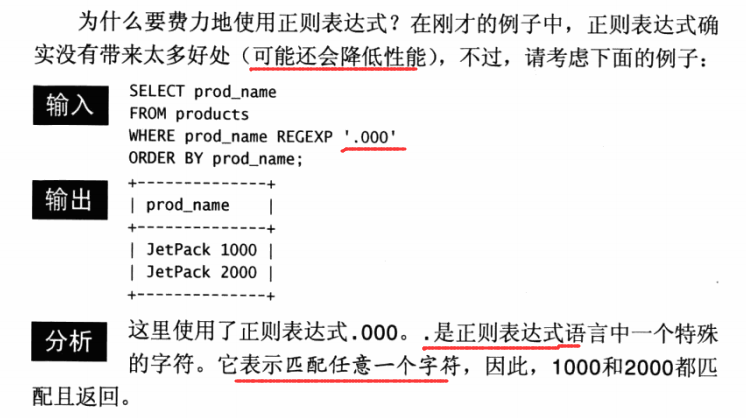 为什么要费力地使用正则表达式？在刚才的例子中，正则表达式确
实没有带来太多好处（可能还会降低性能），不过，请考虑下面的例子：
输入
SELECT prod_name
FROM products
WHERE prod_name REGEXP '.000'
ORDER BY prod_name;
输出
+--------------+
| prod_name    |
+--------------+
| JetPack 1000 |
| JetPack 2000 |
+--------------+
分析
这里使用了正则表达式.000。.是正则表达式语言中一个特殊
的字符。它表示匹配任意一个字符，因此，1000和2000都匹
配且返回。